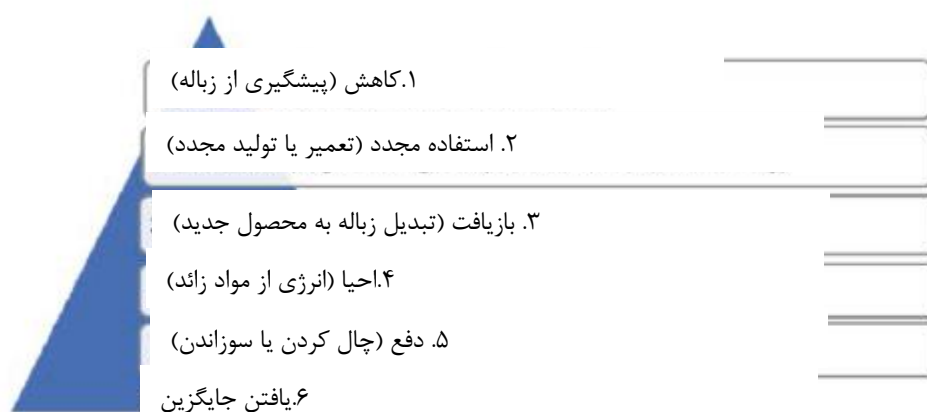 ۱.کاهش (پیشگیری از زباله)
۲. استفاده مجدد (تعمیر یا تولید مجدد)
۳. بازیافت (تبدیل زباله به محصول جدید)
۴.احیا (انرژی از مواد زائد)
۵. دفع (چال کردن یا سوزاندن)
۶.یافتن جایگزین